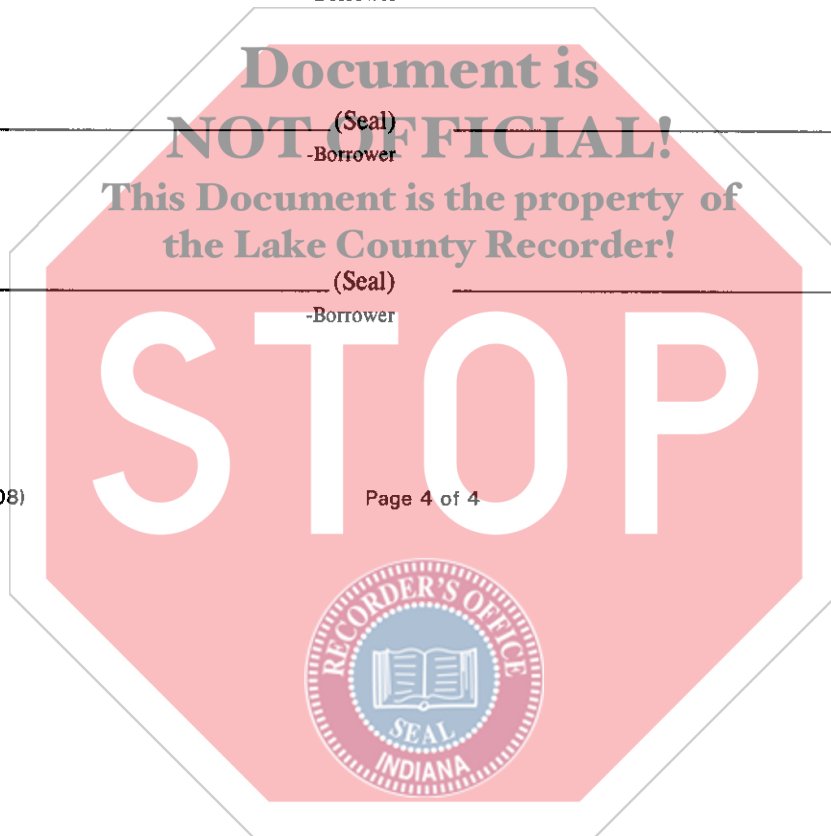 -Borrower
Document is
(Seal)
NOT OFFICIAL!
-Borrower
This Document is the property of
the Lake County Recorder!
(Seal)
-Borrower
STOP
08)
Page 4 of 4
RECORDER'S OFFICE
SEAL
INDIANA